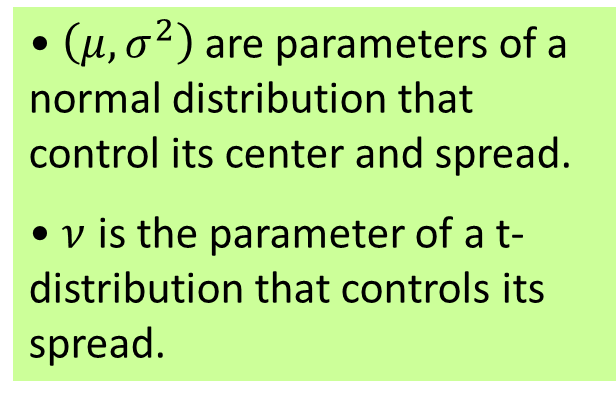 • (𝜇, 𝜎²) are parameters of a
normal distribution that
control its center and spread.
• 𝜈 is the parameter of a t-
distribution that controls its
spread.